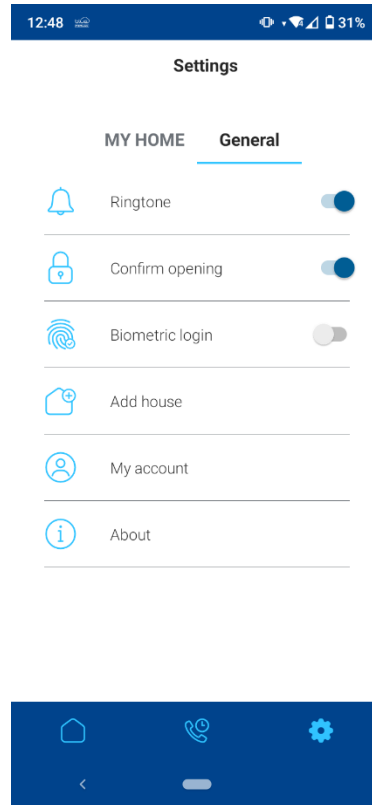 12:48 31%
Settings
MY HOME General
Ringtone
Confirm opening
Biometric login
Add house
My account
About